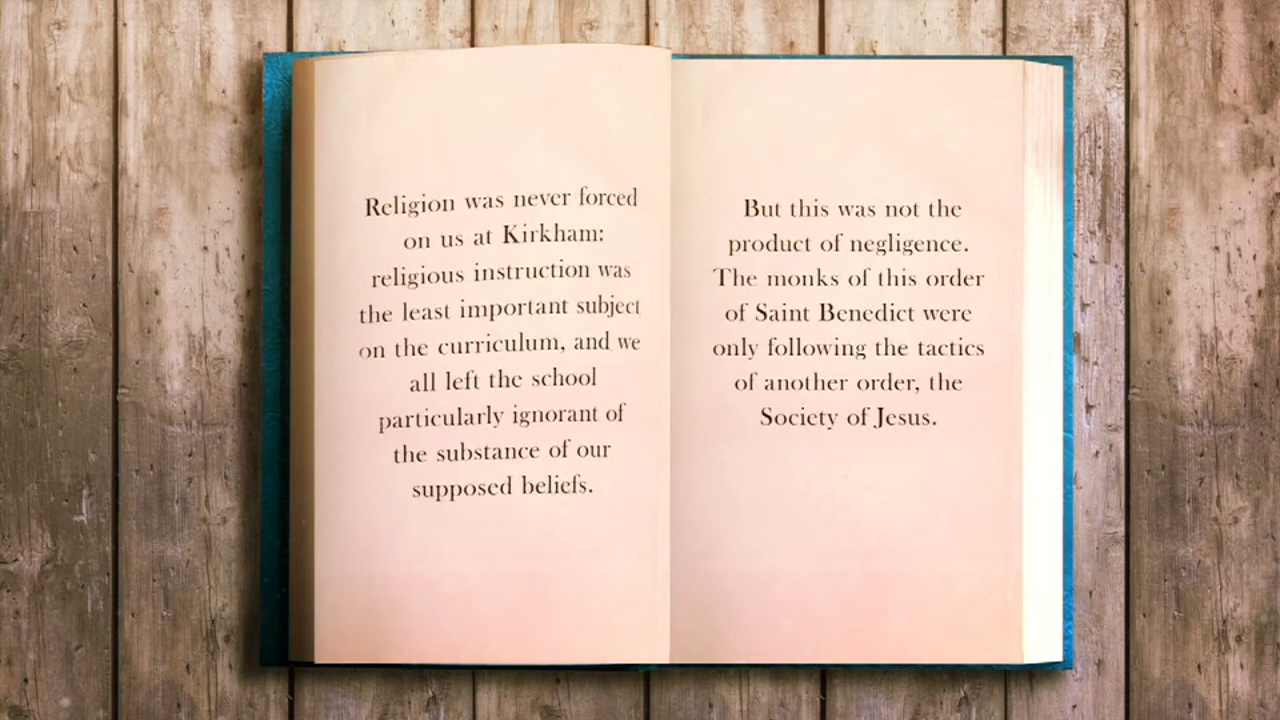 Religion was never forced
on us at Kirkham:
religious instruction was
the least important subject
on the curriculum, and we
all left the school
particularly ignorant of
the substance of our
supposed beliefs.
But this was not the
product of negligence.
The monks of this order
of Saint Benedict were
only following the tactics
of another order, the
Society of Jesus.